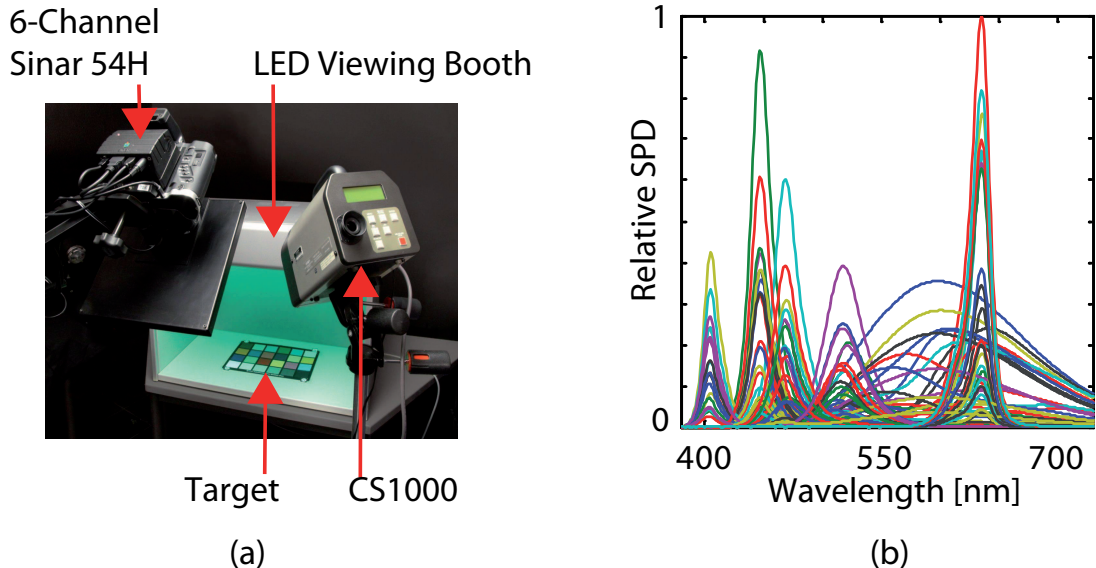 6-Channel
Sinar 54H
LED Viewing Booth
Target
CS1000
(a)
1
Relative SPD
0
400
550
700
Wavelength [nm]
(b)